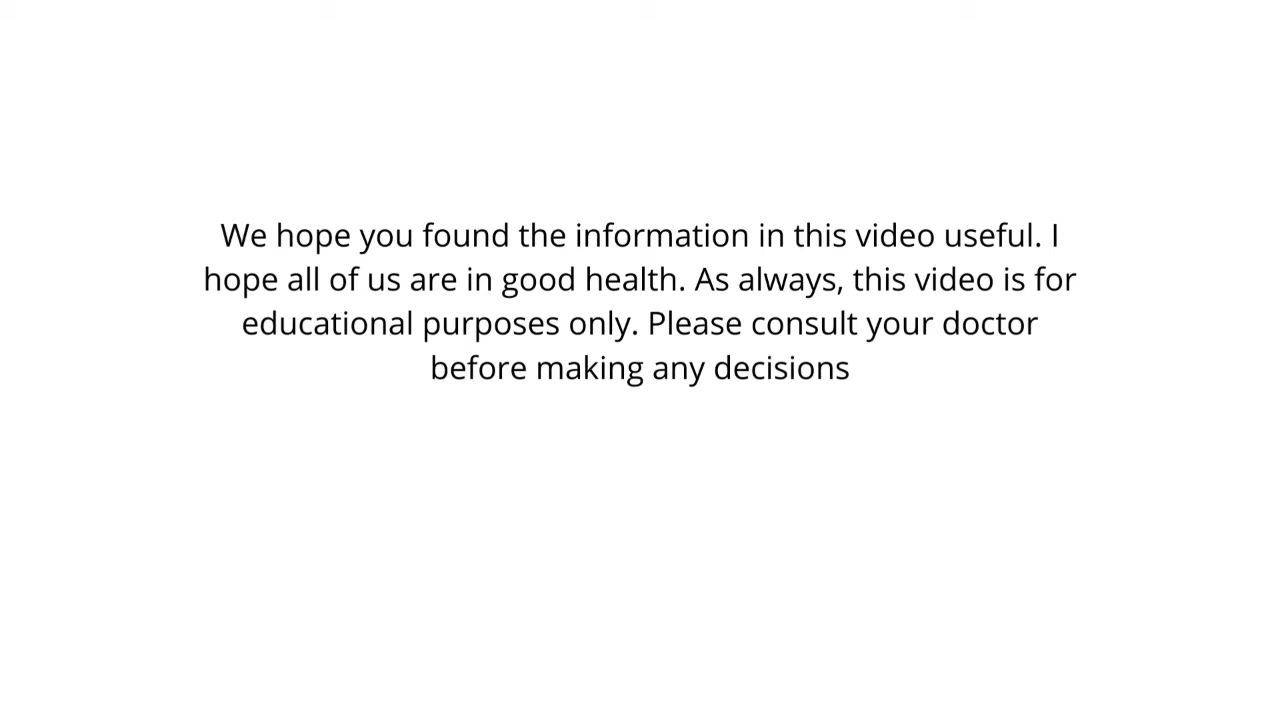 We hope you found the information in this video useful. I
hope all of us are in good health. As always, this video is for
educational purposes only. Please consult your doctor
before making any decisions